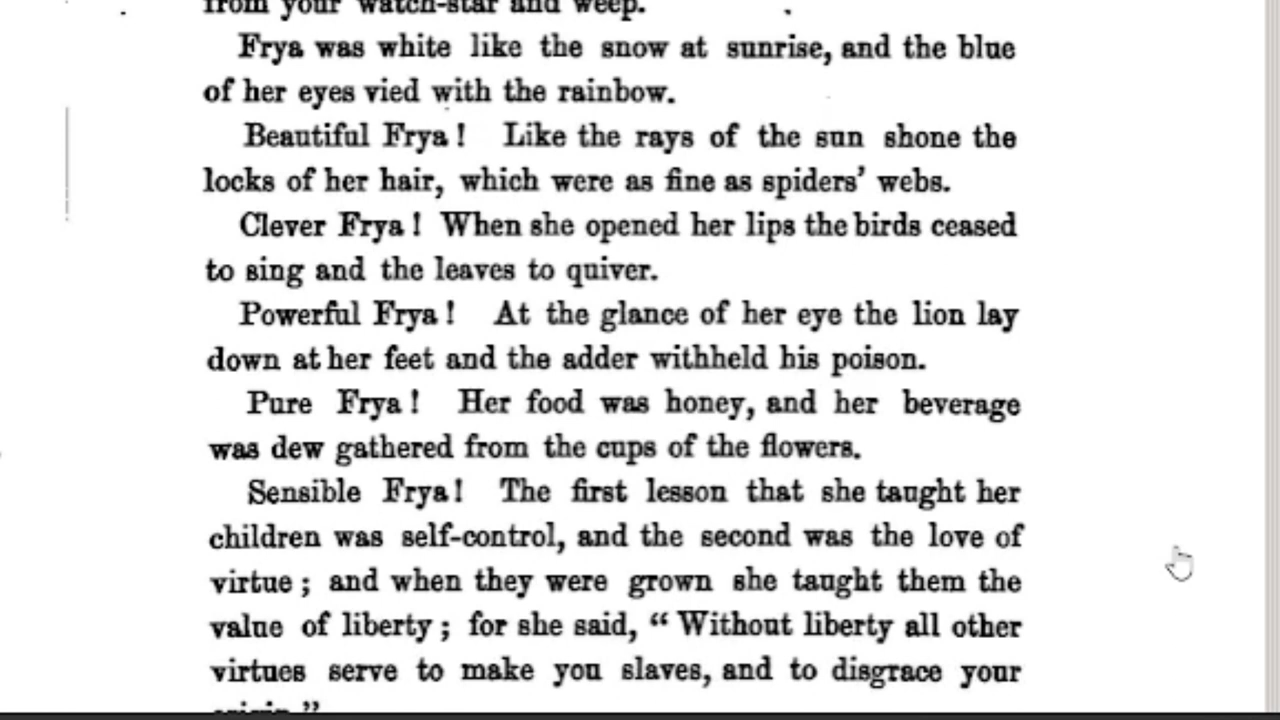 from your watch-star and weep.
Frya was white like the snow at sunrise, and the blue
of her eyes vied with the rainbow.
Beautiful Frya! Like the rays of the sun shone the
locks of her hair, which were as fine as spiders' webs.
Clever Frya! When she opened her lips the birds ceased
to sing and the leaves to quiver.
Powerful Frya! At the glance of her eye the lion lay
down at her feet and the adder withheld his poison.
Pure Frya! Her food was honey, and her beverage
was dew gathered from the cups of the flowers.
Sensible Frya! The first lesson that she taught her
children was self-control, and the second was the love of
virtue; and when they were grown she taught them the
value of liberty; for she said, “Without liberty all other
virtues serve to make you slaves, and to disgrace your
origin.”